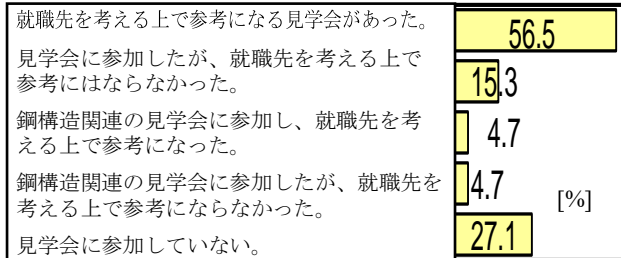 就職先を考える上で参考になる見学会があった。
56.5
見学会に参加したが、就職先を考える上で
参考にはならなかった。
15.3
鋼構造関連の見学会に参加し、就職先を考
える上で参考になった。
4.7
鋼構造関連の見学会に参加したが、就職先を
考える上で参考にならなかった。
4.7
[%]
見学会に参加していない。
27.1